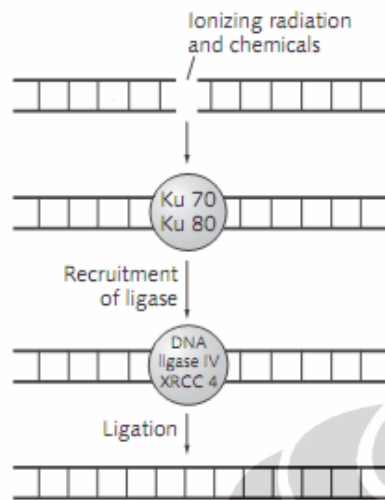 Ionizing radiation
and chemicals
Ku 70
Ku 80
Recruitment
of ligase
DNA
ligase IV
XRCC 4
Ligation